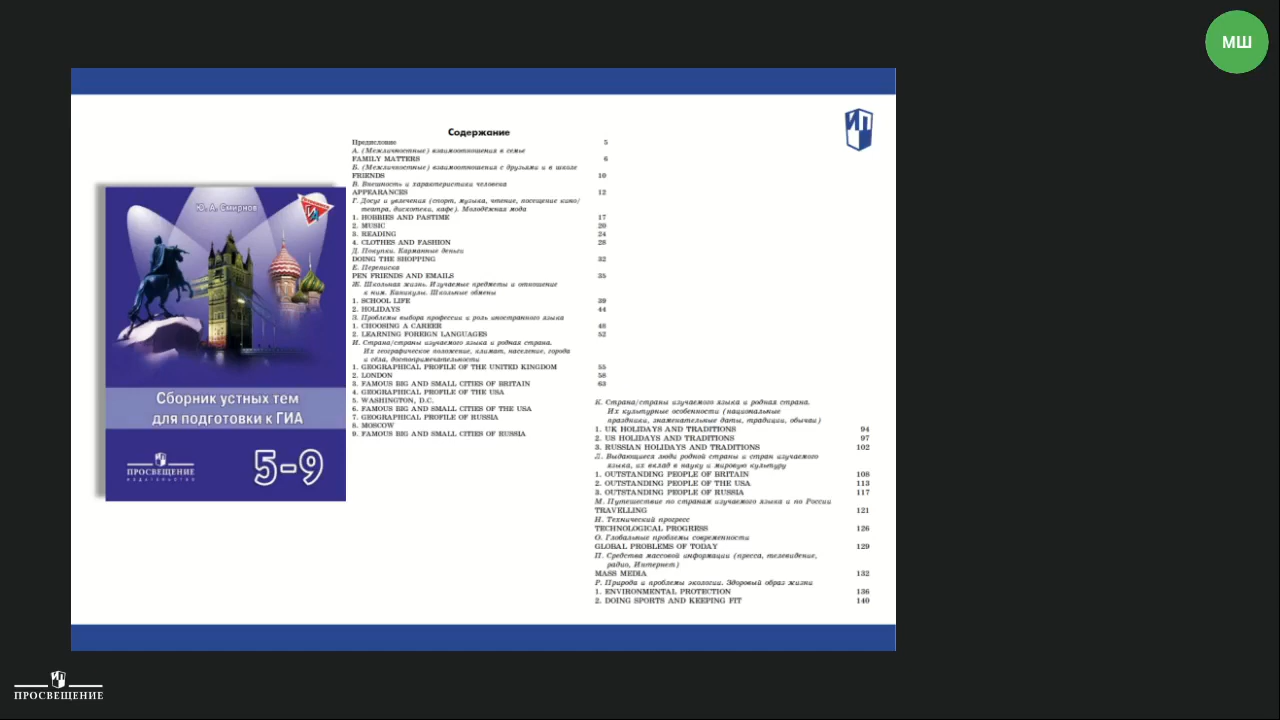 МШ
Содержание
Предисловие 5
А. (Межличностные) взаимоотношения в семье
FAMILY MATTERS 6
Б. (Межличностные) взаимоотношения с друзьями и в школе
FRIENDS 10
В. Внешность и характеристики человека
APPEARANCES 12
Г. Досуг и увлечения (спорт, музыка, чтение, посещение кино/
театра, дискотеки, кафе). Молодёжная мода
1. HOBBIES AND PASTIME 17
2. MUSIC 20
3. READING 24
4. CLOTHES AND FASHION 28
Д. Покупки. Карманные деньги
DOING THE SHOPPING 32
Е. Переписка
PEN FRIENDS AND EMAILS 35
Ж. Школьная жизнь. Изучаемые предметы и отношение
к ним. Каникулы. Школьные обмены
1. SCHOOL LIFE 39
2. HOLIDAYS 44
З. Проблемы выбора профессии и роль иностранного языка
1. CHOOSING A CAREER 48
2. LEARNING FOREIGN LANGUAGES 52
И. Страна/страны изучаемого языка и родная страна.
Их географическое положение, климат, население, города
и сёла, достопримечательности
1. GEOGRAPHICAL PROFILE OF THE UNITED KINGDOM 55
2. LONDON 58
3. FAMOUS BIG AND SMALL CITIES OF BRITAIN 63
4. GEOGRAPHICAL PROFILE OF THE USA
5. WASHINGTON, D.C.
6. FAMOUS BIG AND SMALL CITIES OF THE USA
7. GEOGRAPHICAL PROFILE OF RUSSIA
8. MOSCOW
9. FAMOUS BIG AND SMALL CITIES OF RUSSIA
К. Страна/страны изучаемого языка и родная страна.
Их культурные особенности (национальные
праздники, знаменательные даты, традиции, обычаи)
1. UK HOLIDAYS AND TRADITIONS 94
2. US HOLIDAYS AND TRADITIONS 97
3. RUSSIAN HOLIDAYS AND TRADITIONS 102
Л. Выдающиеся люди родной страны и стран изучаемого
языка, их вклад в науку и мировую культуру
1. OUTSTANDING PEOPLE OF BRITAIN 108
2. OUTSTANDING PEOPLE OF THE USA 113
3. OUTSTANDING PEOPLE OF RUSSIA 117
М. Путешествие по странам изучаемого языка и по России
TRAVELLING 121
Н. Технический прогресс
TECHNOLOGICAL PROGRESS 126
О. Глобальные проблемы современности
GLOBAL PROBLEMS OF TODAY 129
П. Средства массовой информации (пресса, телевидение,
радио, Интернет)
MASS MEDIA 132
Р. Природа и проблемы экологии. Здоровый образ жизни
1. ENVIRONMENTAL PROTECTION 136
2. DOING SPORTS AND KEEPING FIT 140
Ю. А. Смирнов
Сборник устных тем
для подготовки к ГИА
ПРОСВЕЩЕНИЕ
ИЗДАТЕЛЬСТВО
5–9
ИП
ПРОСВЕЩЕНИЕ